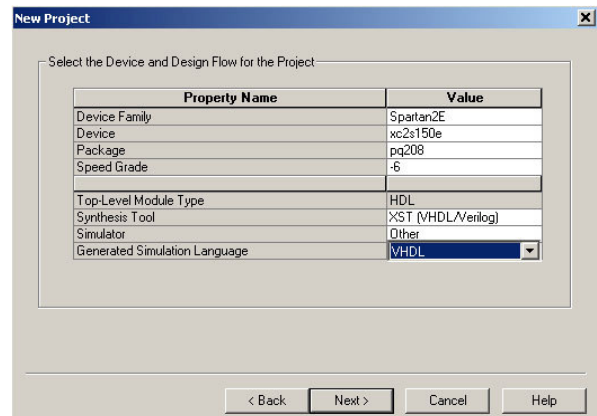 New Project
Select the Device and Design Flow for the Project
Property Name Value
Device Family Spartan2E
Device xc2s150e
Package pq208
Speed Grade -6
Top-Level Module Type HDL
Synthesis Tool XST (VHDL/Verilog)
Simulator Other
Generated Simulation Language VHDL
< Back Next > Cancel Help